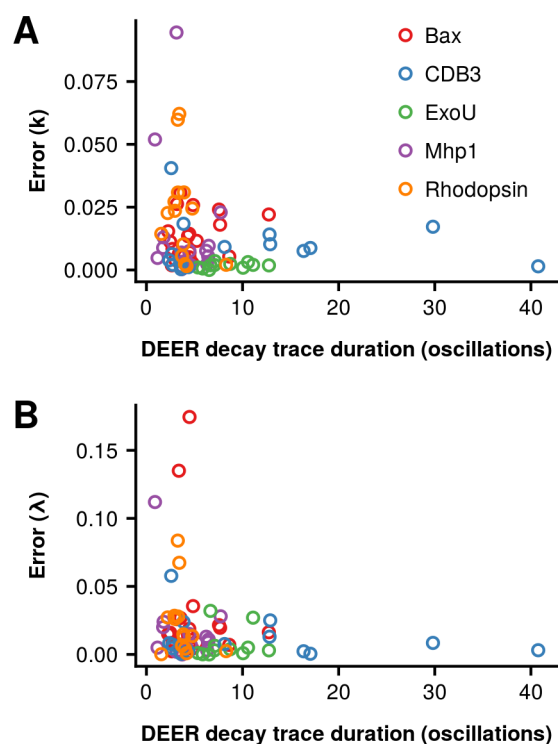 A
Error (k)
0.075
0.050
0.025
0.000
0
10
20
30
40
DEER decay trace duration (oscillations)
Bax
CDB3
ExoU
Mhp1
Rhodopsin
B
Error (λ)
0.15
0.10
0.05
0.00
0
10
20
30
40
DEER decay trace duration (oscillations)